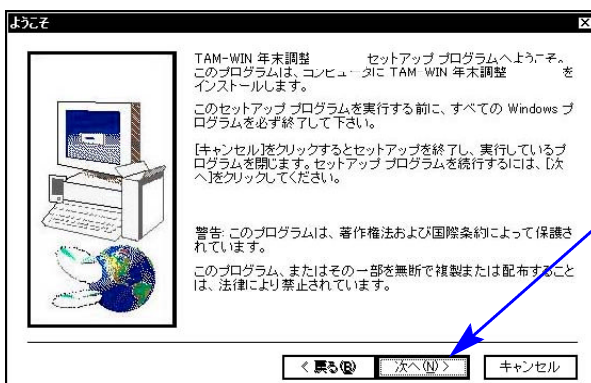 ようこそ
TAM-WIN 年末調整 セットアップ プログラムへようこそ。
このプログラムは、コンピュータに TAM-WIN 年末調整 を
インストールします。
このセットアップ プログラムを実行する前に、すべての Windows プ
ログラムを必ず終了して下さい。
[キャンセル]をクリックするとセットアップを終了し、実行しているプ
ログラムを閉じます。セットアップ プログラムを続行するには、[次
へ]をクリックしてください。
警告: このプログラムは、著作権法および国際条約によって保護さ
れています。
このプログラム、またはその一部を無断で複製または配布すること
は、法律により禁止されています。
< 戻る(B) 次へ(N) > キャンセル